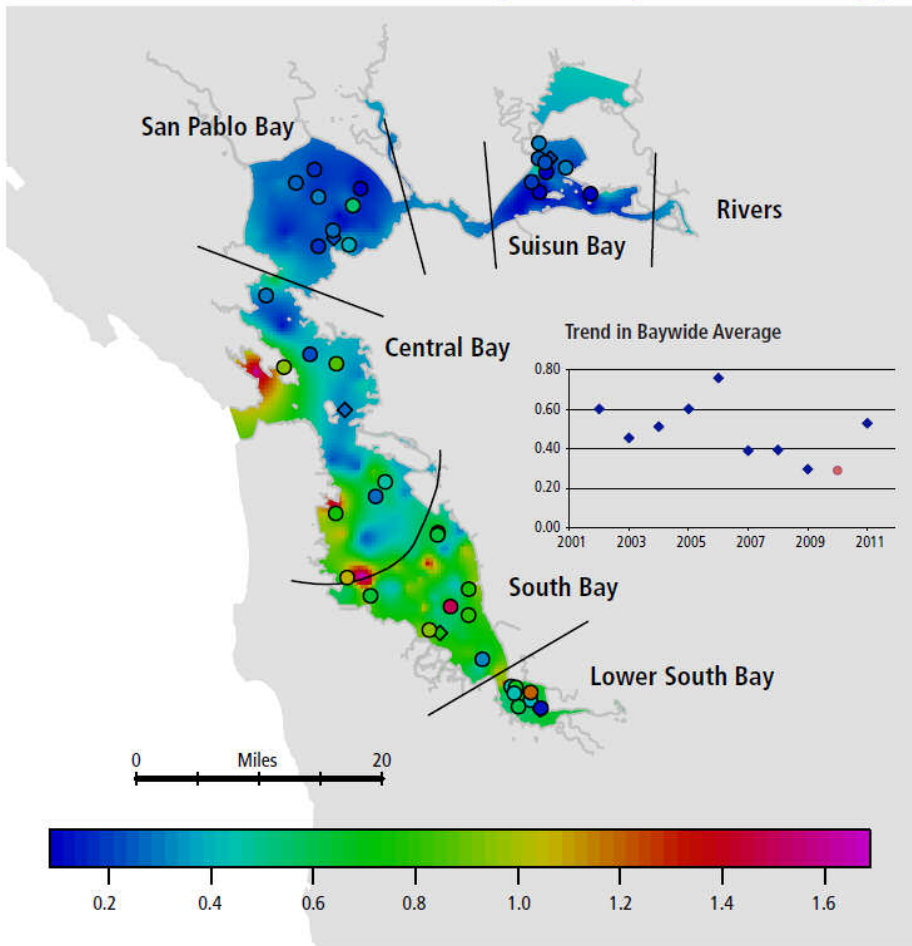 San Pablo Bay
Rivers
Suisun Bay
Central Bay
Trend in Baywide Average
0.80
0.60
0.40
0.20
0.00
2001 2003 2005 2007 2009 2011
South Bay
Lower South Bay
0 Miles 20
0.2 0.4 0.6 0.8 1.0 1.2 1.4 1.6